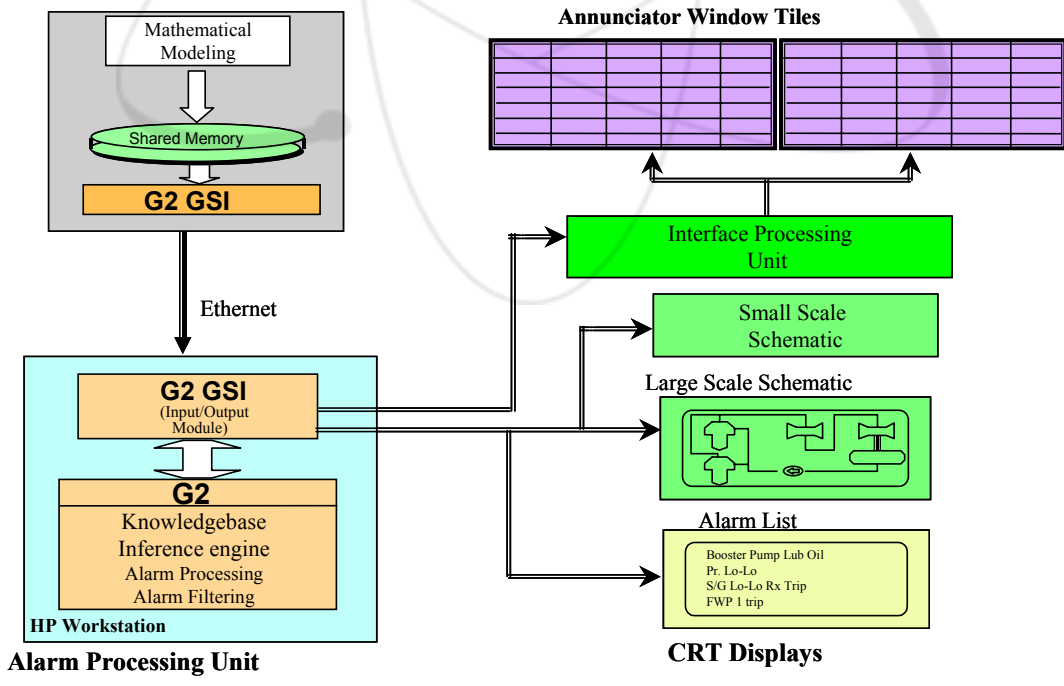 Mathematical
Modeling
Shared Memory
G2 GSI
Ethernet
G2 GSI
(Input/Output
Module)
G2
Knowledgebase
Inference engine
Alarm Processing
Alarm Filtering
HP Workstation
Alarm Processing Unit
Annunciator Window Tiles
Interface Processing
Unit
Small Scale
Schematic
Large Scale Schematic
Alarm List
Booster Pump Lub Oil
Pr. Lo-Lo
S/G Lo-Lo Rx Trip
FWP 1 trip
CRT Displays